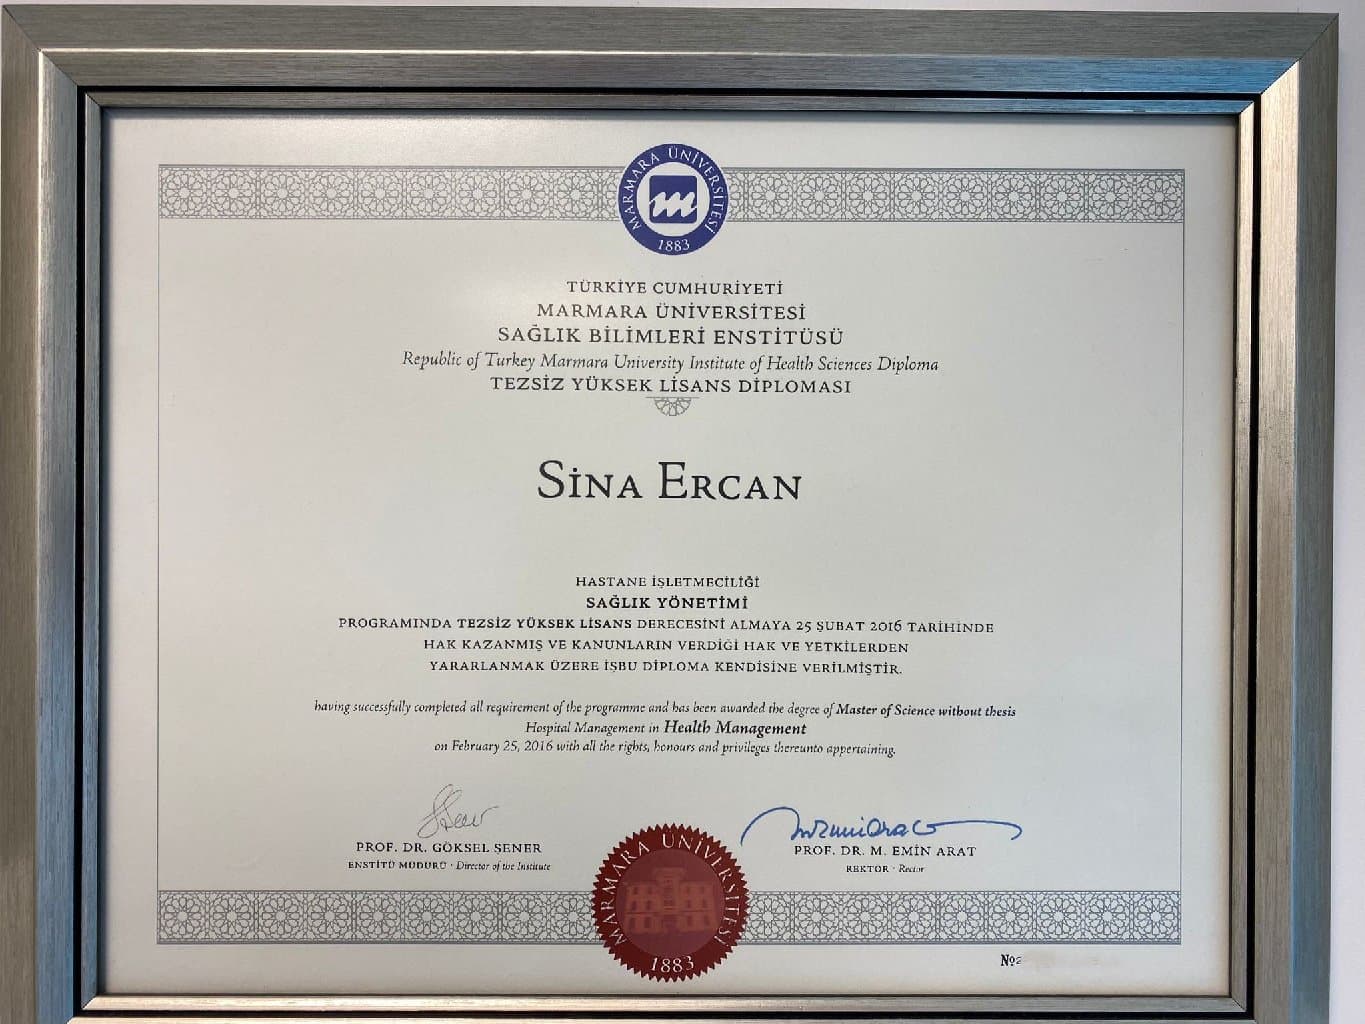 MARMARA ÜNİVERSİTESİ
m
1883
TÜRKİYE CUMHURİYETİ
MARMARA ÜNİVERSİTESİ
SAĞLIK BİLİMLERİ ENSTİTÜSÜ
Republic of Turkey Marmara University Institute of Health Sciences Diploma
TEZSİZ YÜKSEK LİSANS DİPLOMASI
SİNA ERCAN
HASTANE İŞLETMECİLİĞİ
SAĞLIK YÖNETİMİ
PROGRAMINDA TEZSİZ YÜKSEK LİSANS DERECESİNİ ALMAYA 25 ŞUBAT 2016 TARİHİNDE
HAK KAZANMIŞ VE KANUNLARIN VERDİĞİ HAK VE YETKİLERDEN
YARARLANMAK ÜZERE İŞBU DİPLOMA KENDİSİNE VERİLMİŞTİR.
having successfully completed all requirement of the programme and has been awarded the degree of Master of Science without thesis
Hospital Management in Health Management
on February 25, 2016 with all the rights, honours and privileges thereunto appertaining.
PROF. DR. GÖKSEL ŞENER
ENSTİTÜ MÜDÜRÜ · Director of the Institute
PROF. DR. M. EMİN ARAT
REKTÖR · Rector
MARMARA ÜNİVERSİTESİ
1883
№2